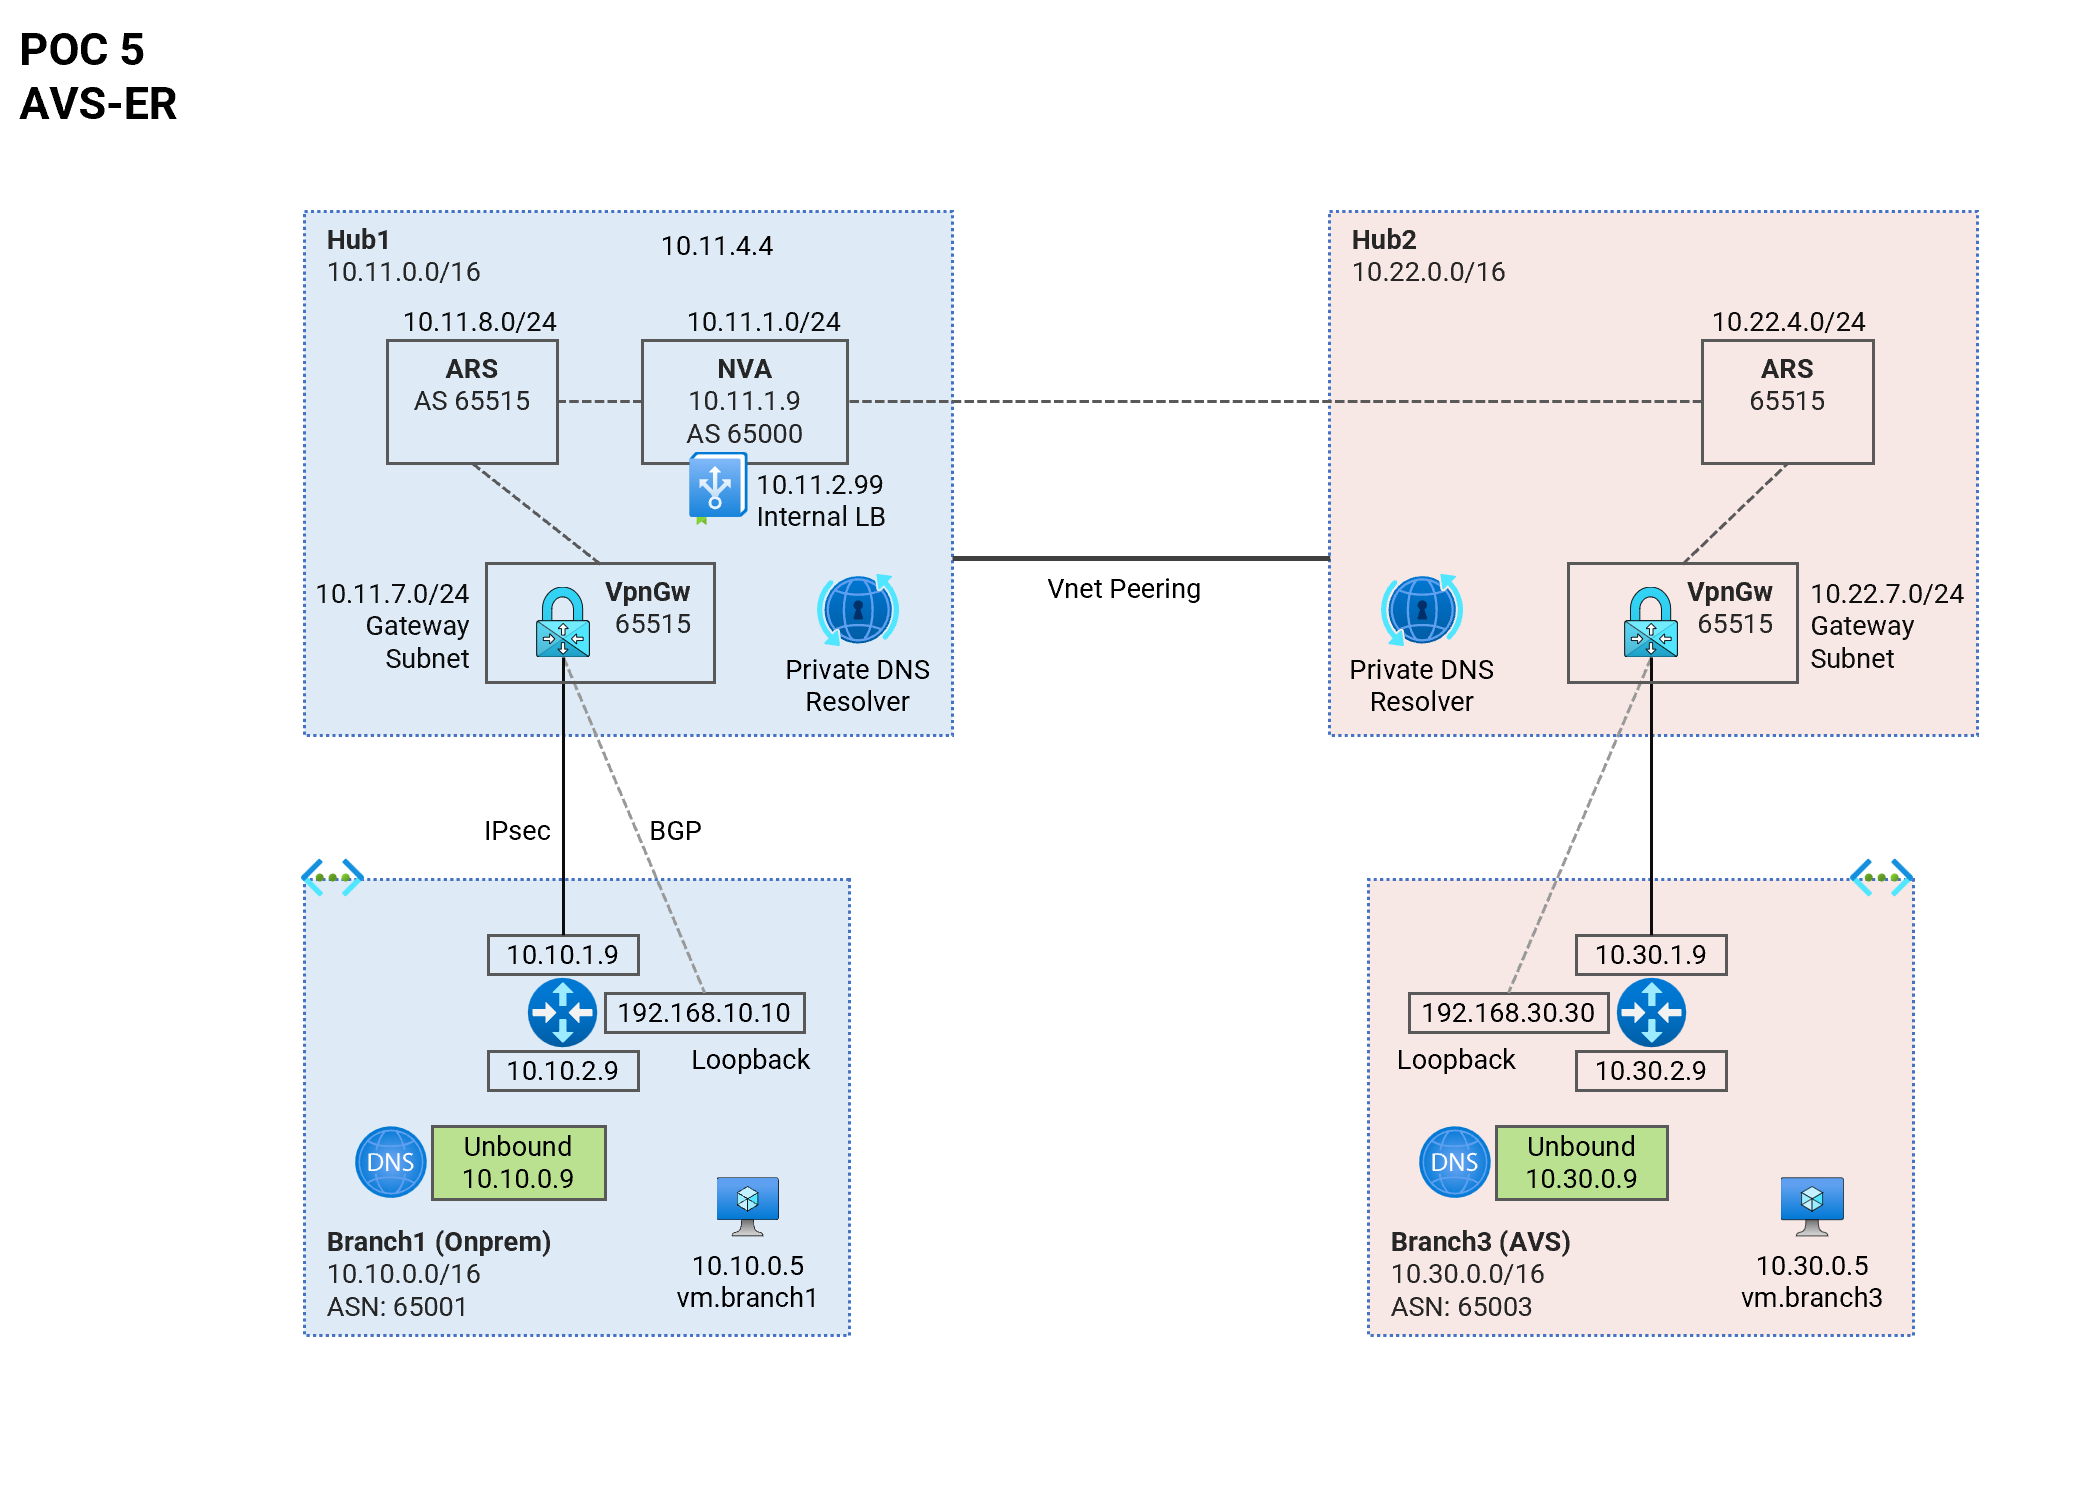 POC 5
AVS-ER
Hub1
10.11.0.0/16
10.11.4.4
10.11.8.0/24
ARS
AS 65515
10.11.1.0/24
NVA
10.11.1.9
AS 65000
10.11.2.99
Internal LB
10.11.7.0/24
Gateway
Subnet
VpnGw
65515
Private DNS
Resolver
Vnet Peering
Hub2
10.22.0.0/16
10.22.4.0/24
ARS
65515
Private DNS
Resolver
VpnGw
65515
10.22.7.0/24
Gateway
Subnet
IPsec
BGP
10.10.1.9
192.168.10.10
Loopback
10.10.2.9
DNS
Unbound
10.10.0.9
Branch1 (Onprem)
10.10.0.0/16
ASN: 65001
10.10.0.5
vm.branch1
10.30.1.9
192.168.30.30
Loopback
10.30.2.9
DNS
Unbound
10.30.0.9
Branch3 (AVS)
10.30.0.0/16
ASN: 65003
10.30.0.5
vm.branch3